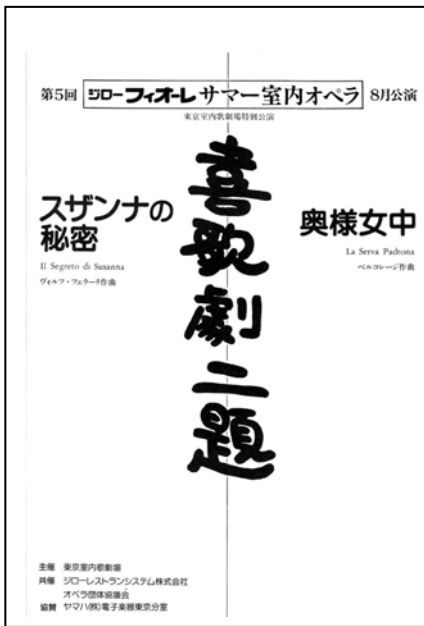 第5回 ジローフィオーレ サマー室内オペラ 8月公演
東京室内歌劇場特別公演
喜歌劇二題
スザンナの
秘密
Il Segreto di Susanna
ヴォルフ・フェラーリ作曲
奥様女中
La Serva Padrona
ペルコレージ作曲
主催 東京室内歌劇場
共催 ジローレストランシステム株式会社
オペラ団体協議会
協賛 ヤマハ(株)電子楽器東京分室